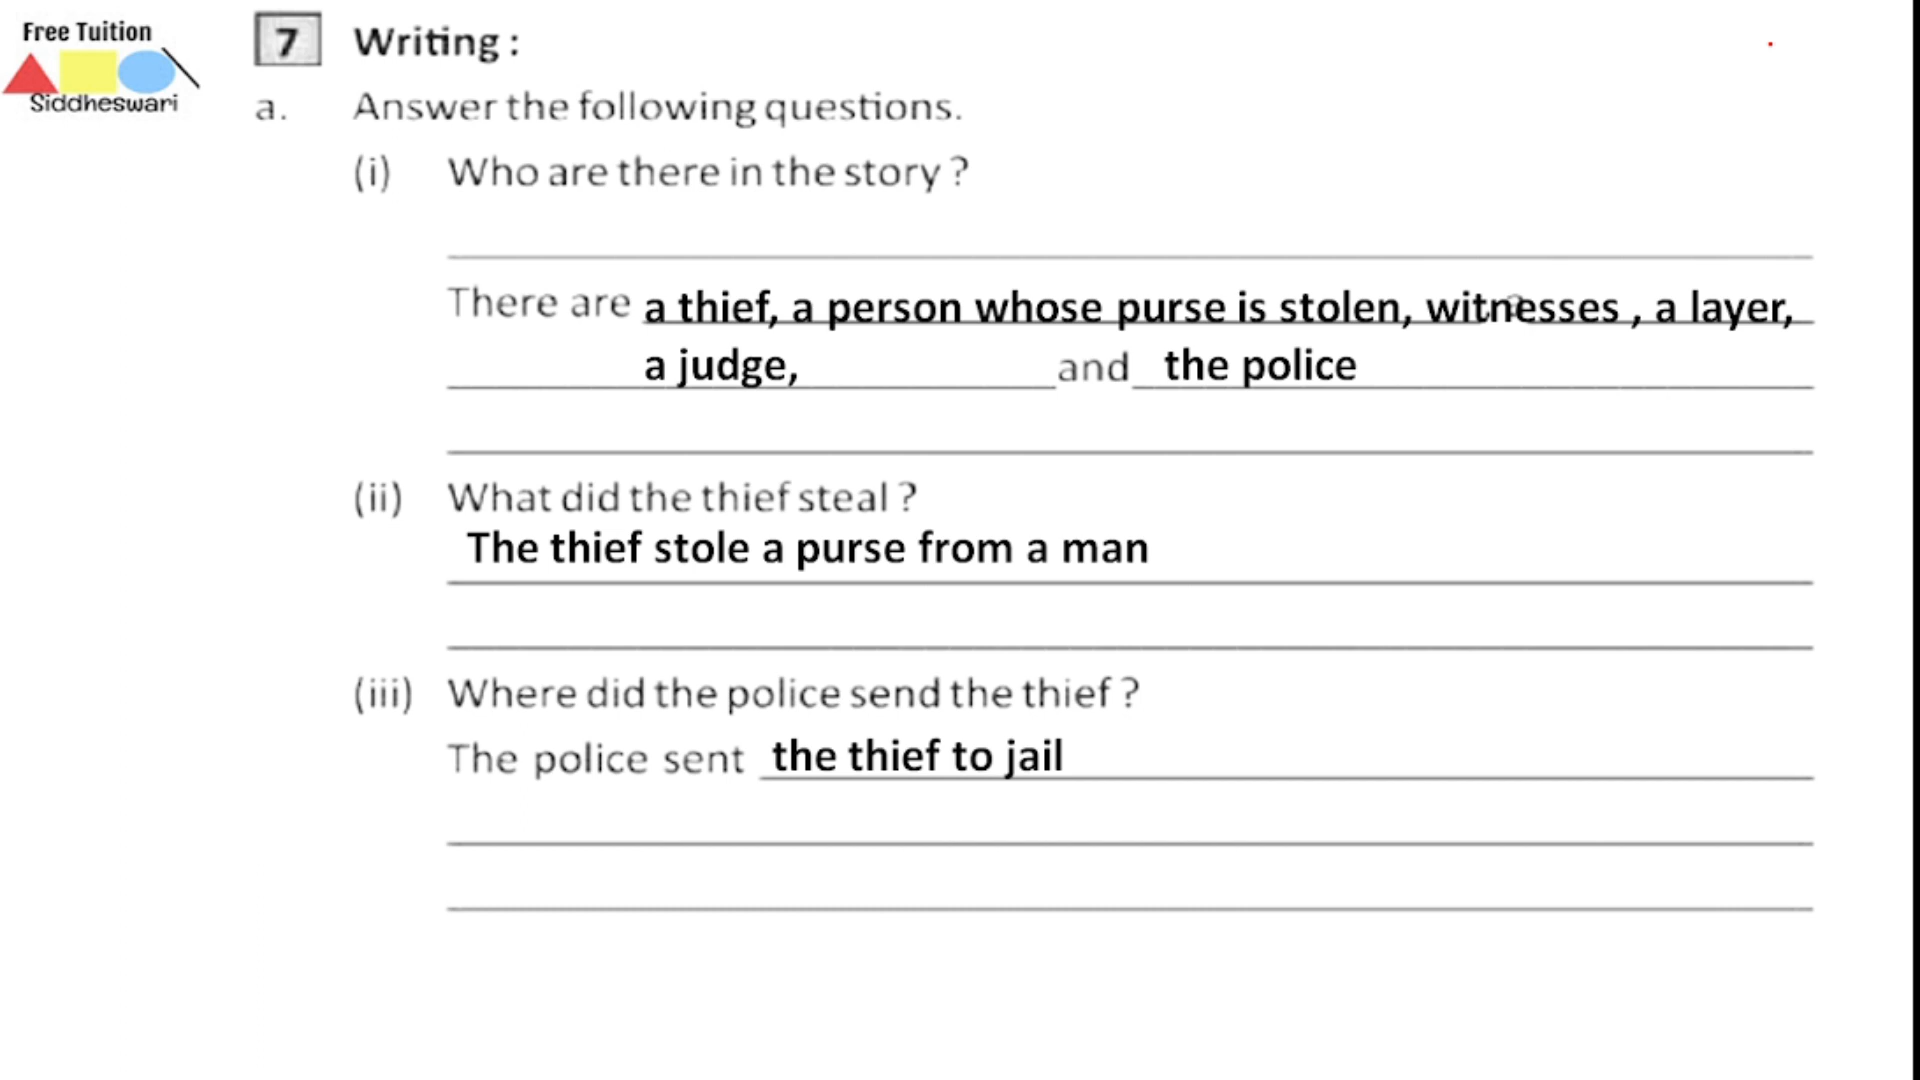 Free Tuition
Siddheswari
7 Writing :
a. Answer the following questions.
(i) Who are there in the story ?
There are a thief, a person whose purse is stolen, witnesses , a layer,
a judge, and the police
(ii) What did the thief steal ?
The thief stole a purse from a man
(iii) Where did the police send the thief ?
The police sent the thief to jail